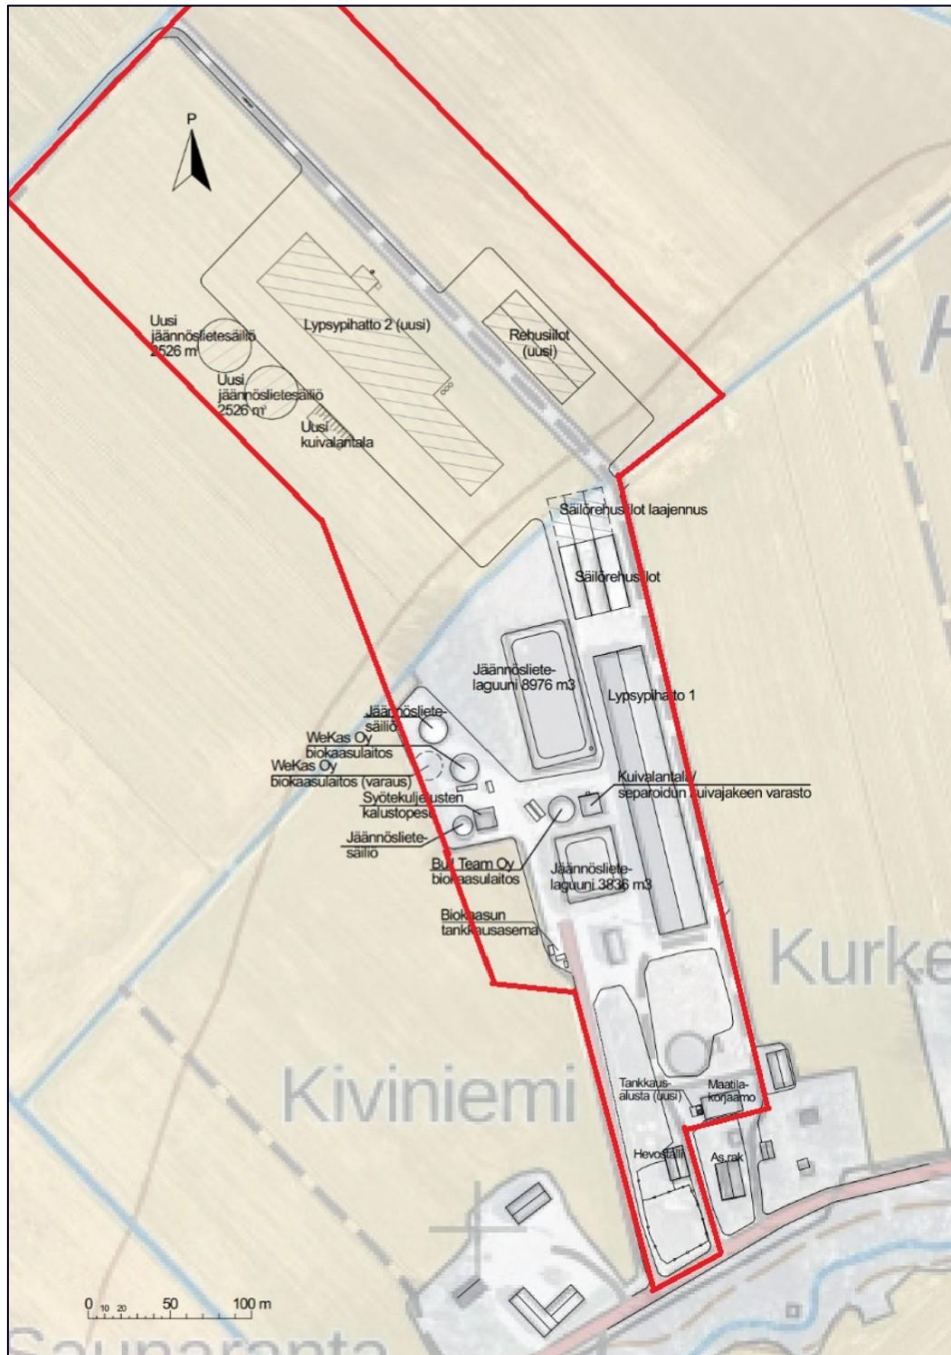 P
Uusi
jäännöslietesäiliö
2526 m³
Lypsypihatto 2 (uusi)
Rehusiilot
(uusi)
Uusi
jäännöslietesäiliö
2526 m³
Uusi
kuivalantala
Säilörehusiilot laajennus
Säilörehusiilot
Jäännösliete-
laguuni 8976 m3
Lypsypihatto 1
Jäännösliete-
säiliö
WeKas Oy
biokaasulaitos
WeKas Oy
biokaasulaitos (varaus)
Kuivalantala/
separoidun kuivajakeen varasto
Syötekuljetusten
kalustopesu
Jäännösliete-
säiliö
Bull Team Oy
biokaasulaitos
Jäännösliete-
laguuni 3836 m3
Biokaasun
tankkausasema
Kurke
Kiviniemi
Tankkaus-
alusta (uusi)
Maatila-
korjaamo
Hevostalli
As.rak
0 10 20 50 100 m
Saunaranta